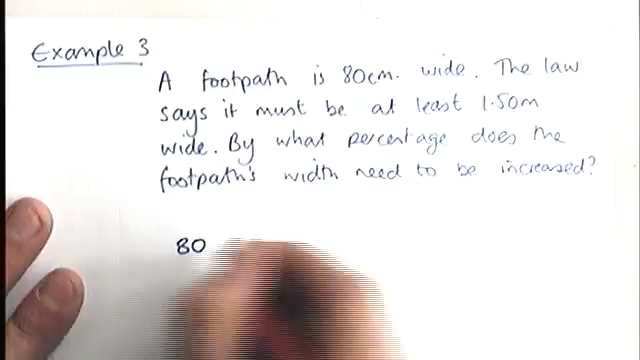 Example 3
A footpath is 80cm. wide. The law
says it must be at least 1.50m
wide. By what percentage does the
footpath's width need to be increased?
80